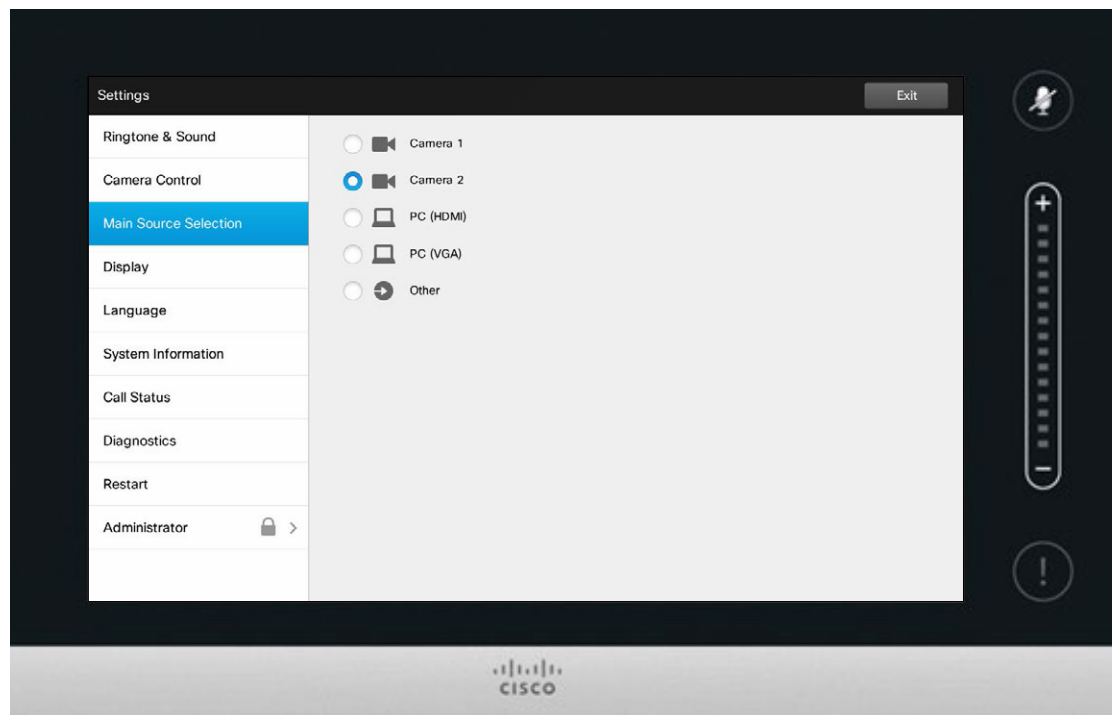 Settings
Exit
Ringtone & Sound
Camera Control
Main Source Selection
Display
Language
System Information
Call Status
Diagnostics
Restart
Administrator
Camera 1
Camera 2
PC (HDMI)
PC (VGA)
Other
+
−
!
CISCO